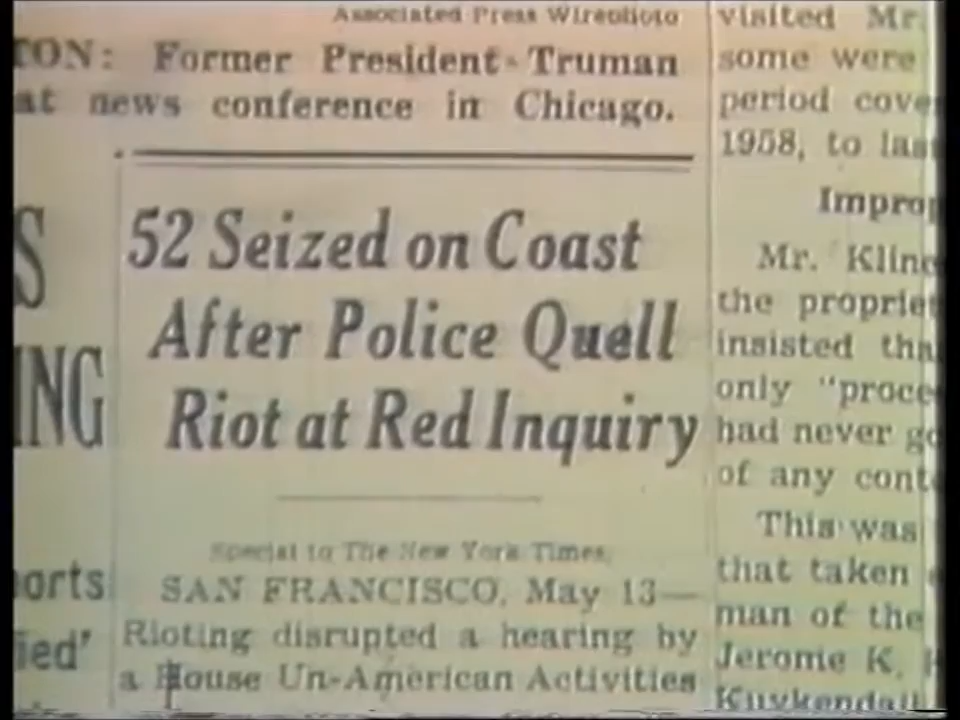 Associated Press Wirephoto
TON: Former President Truman
at news conference in Chicago.
52 Seized on Coast
After Police Quell
Riot at Red Inquiry
Special to The New York Times.
SAN FRANCISCO, May 13—
Rioting disrupted a hearing by
a House Un-American Activities
S
ING
orts
ied'
visited Mr.
some were
period cove
1958, to las
Improp
Mr. Kline
the proprie
insisted tha
only "proce
had never go
of any cont
This was
that taken
man of the
Jerome K.
Kuykendall